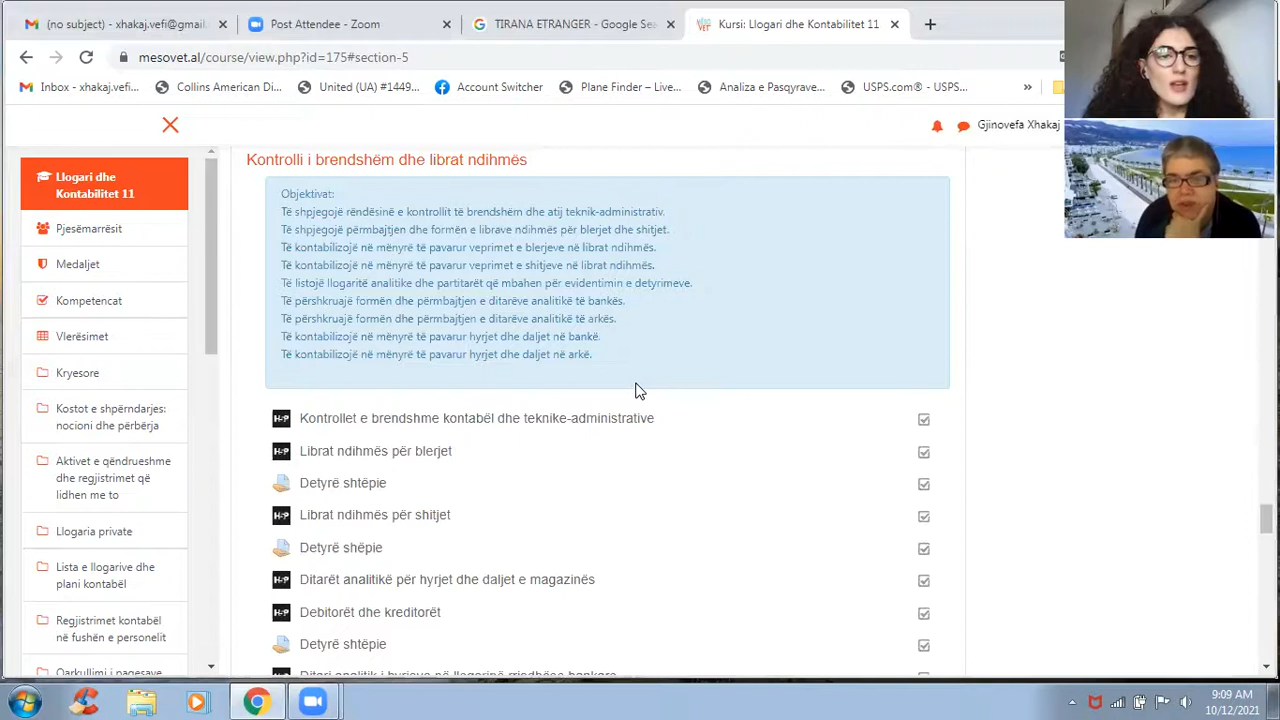 (no subject) - xhakaj.vefi@gmail.
Post Attendee - Zoom
TIRANA ETRANGER - Google Sea
Kursi: Llogari dhe Kontabilitet 11
mesovet.al/course/view.php?id=175#section-5
Inbox - xhakaj.vefi...
Collins American Di...
United (UA) #1449...
Account Switcher
Plane Finder – Live...
Analiza e Pasqyrave...
USPS.com® - USPS...
Gjinovefa Xhakaj
Llogari dhe
Kontabilitet 11
Pjesëmarrësit
Medaljet
Kompetencat
Vlerësimet
Kryesore
Kostot e shpërndarjes:
nocioni dhe përbërja
Aktivet e qëndrueshme
dhe regjistrimet që
lidhen me to
Llogaria private
Lista e llogarive dhe
plani kontabël
Regjistrimet kontabël
në fushën e personelit
Qarkullimi i pagesave
Kontrolli i brendshëm dhe librat ndihmës
Objektivat:
Të shpjegojë rëndësinë e kontrollit të brendshëm dhe atij teknik-administrativ.
Të shpjegojë përmbajtjen dhe formën e librave ndihmës për blerjet dhe shitjet.
Të kontabilizojë në mënyrë të pavarur veprimet e blerjeve në librat ndihmës.
Të kontabilizojë në mënyrë të pavarur veprimet e shitjeve në librat ndihmës.
Të listojë llogaritë analitike dhe partitarët që mbahen për evidentimin e detyrimeve.
Të përshkruajë formën dhe përmbajtjen e ditarëve analitikë të bankës.
Të përshkruajë formën dhe përmbajtjen e ditarëve analitikë të arkës.
Të kontabilizojë në mënyrë të pavarur hyrjet dhe daljet në bankë.
Të kontabilizojë në mënyrë të pavarur hyrjet dhe daljet në arkë.
H-P Kontrollet e brendshme kontabël dhe teknike-administrative
H-P Librat ndihmës për blerjet
Detyrë shtëpie
H-P Librat ndihmës për shitjet
Detyrë shëpie
H-P Ditarët analitikë për hyrjet dhe daljet e magazinës
H-P Debitorët dhe kreditorët
Detyrë shtëpie
Ditari analitik i hyrjeve në llogarinë rrjedhëse bankare
9:09 AM
10/12/2021